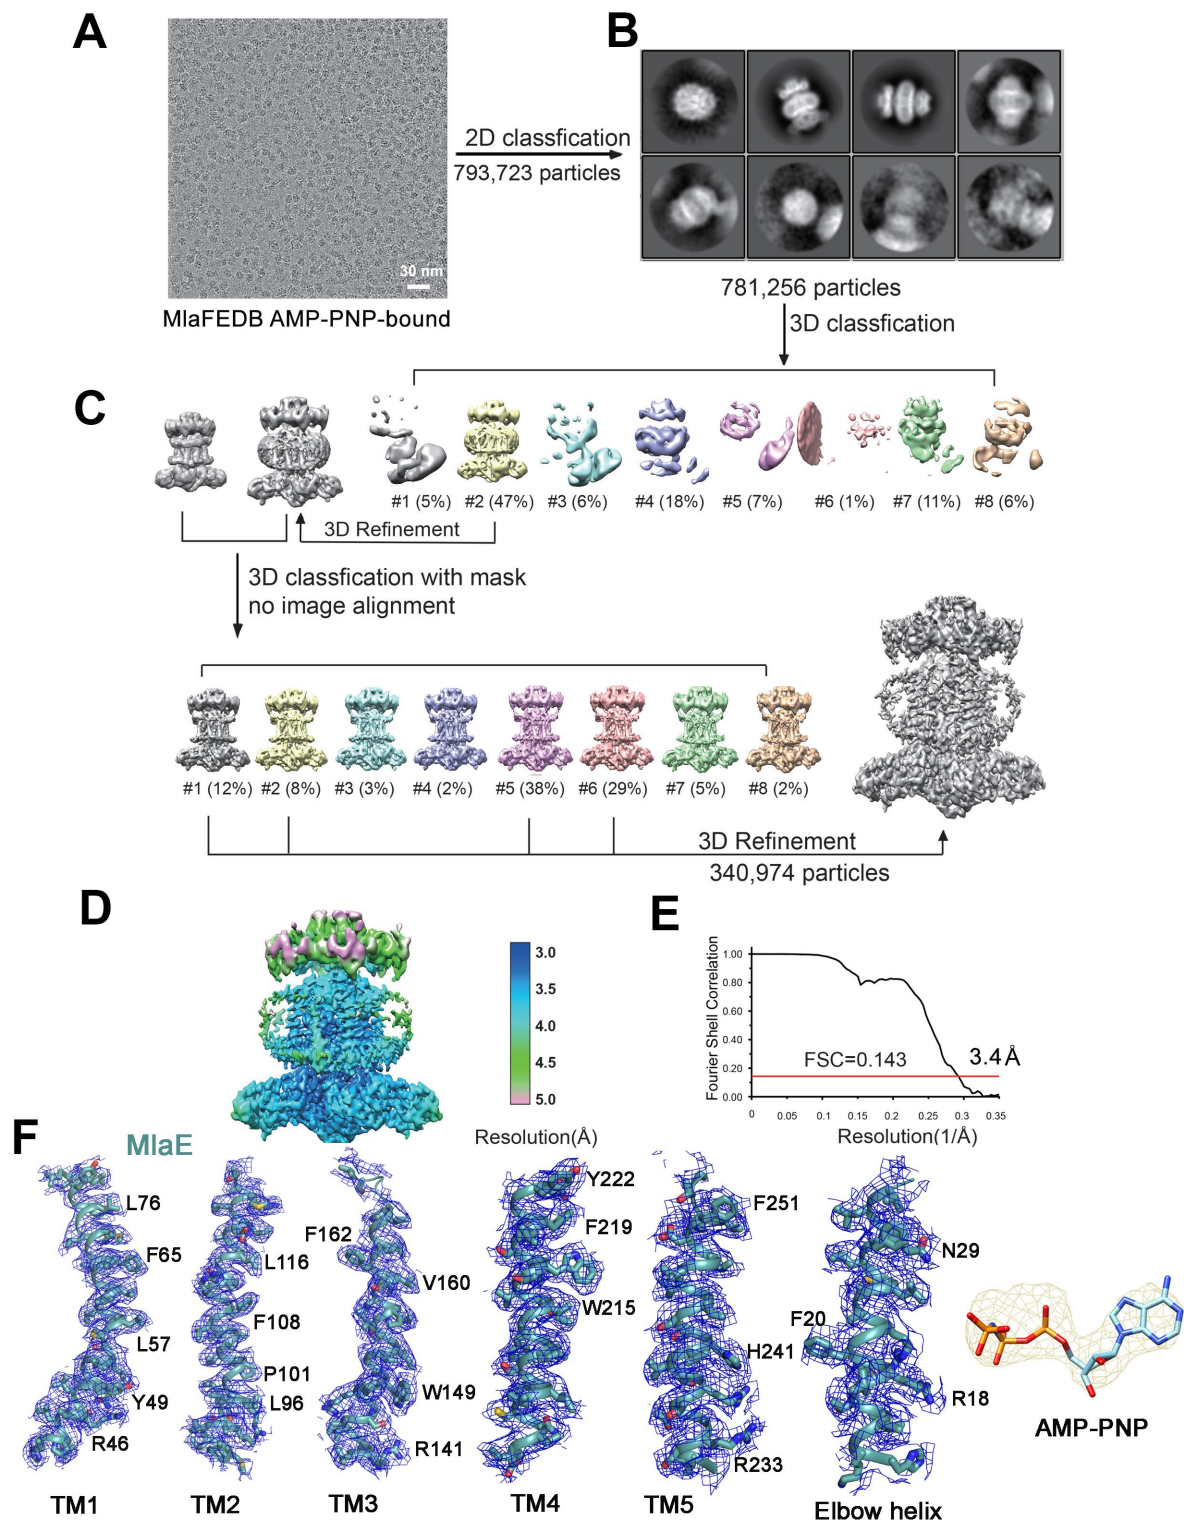 A
B
30 nm
MlaFEDB AMP-PNP-bound
2D classfication
793,723 particles
781,256 particles
3D classfication
C
#1 (5%)
#2 (47%)
#3 (6%)
#4 (18%)
#5 (7%)
#6 (1%)
#7 (11%)
#8 (6%)
3D Refinement
3D classfication with mask
no image alignment
#1 (12%)
#2 (8%)
#3 (3%)
#4 (2%)
#5 (38%)
#6 (29%)
#7 (5%)
#8 (2%)
3D Refinement
340,974 particles
D
3.0
3.5
4.0
4.5
5.0
Resolution(Å)
E
Fourier Shell Correlation
1.00
0.80
0.60
0.40
0.20
0.00
FSC=0.143
3.4 Å
0
0.05
0.1
0.15
0.2
0.25
0.3
0.35
Resolution(1/Å)
F
MlaE
L76
F65
L57
Y49
R46
TM1
L116
F108
P101
L96
TM2
F162
V160
W149
R141
TM3
Y222
F219
W215
TM4
F251
H241
R233
TM5
N29
F20
R18
Elbow helix
AMP-PNP